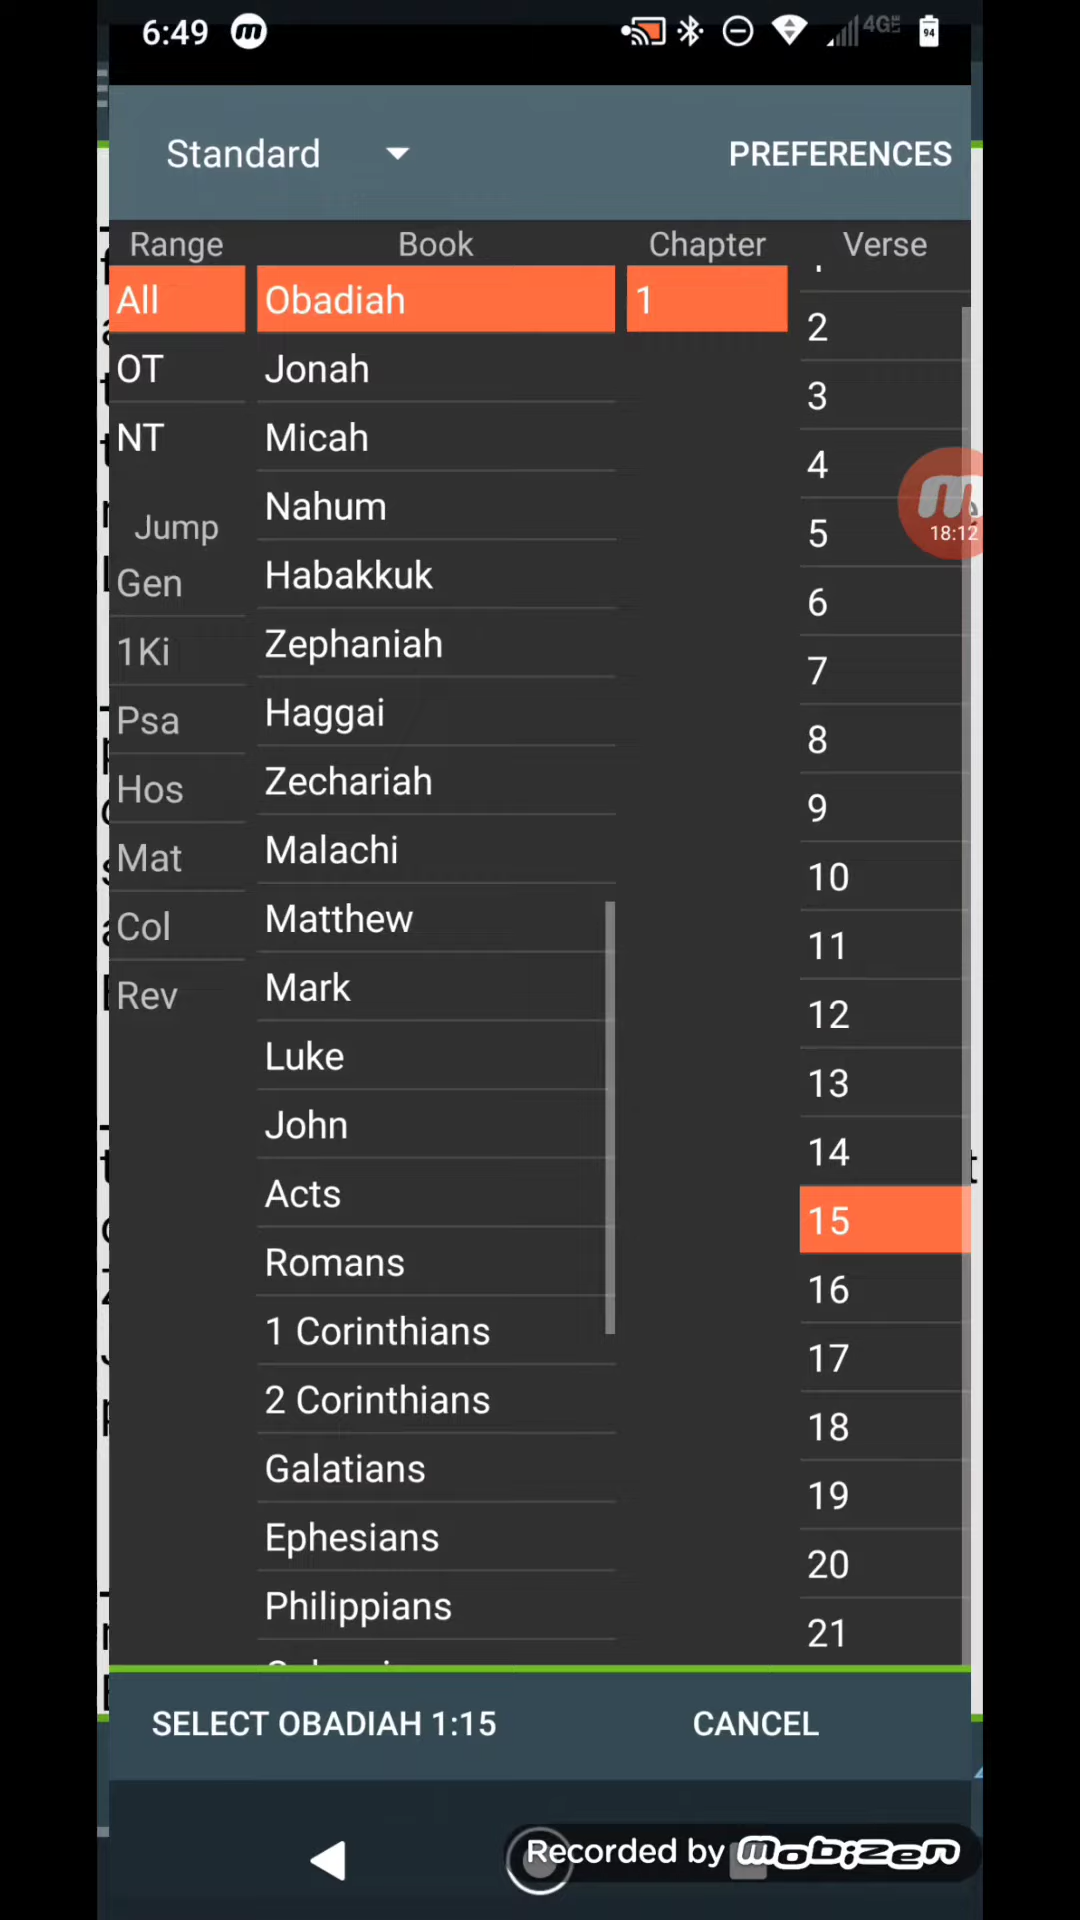 6:49
4G
94
Standard
PREFERENCES
Range
Book
Chapter
Verse
All
Obadiah
1
OT
Jonah
2
NT
Micah
3
Jump
Nahum
4
Gen
Habakkuk
5
18:12
1Ki
Zephaniah
6
Psa
Haggai
7
Hos
Zechariah
8
Mat
Malachi
9
Col
Matthew
10
Rev
Mark
11
Luke
12
John
13
Acts
14
Romans
15
1 Corinthians
16
2 Corinthians
17
Galatians
18
Ephesians
19
Philippians
20
21
SELECT OBADIAH 1:15
CANCEL
Recorded by Mobizen